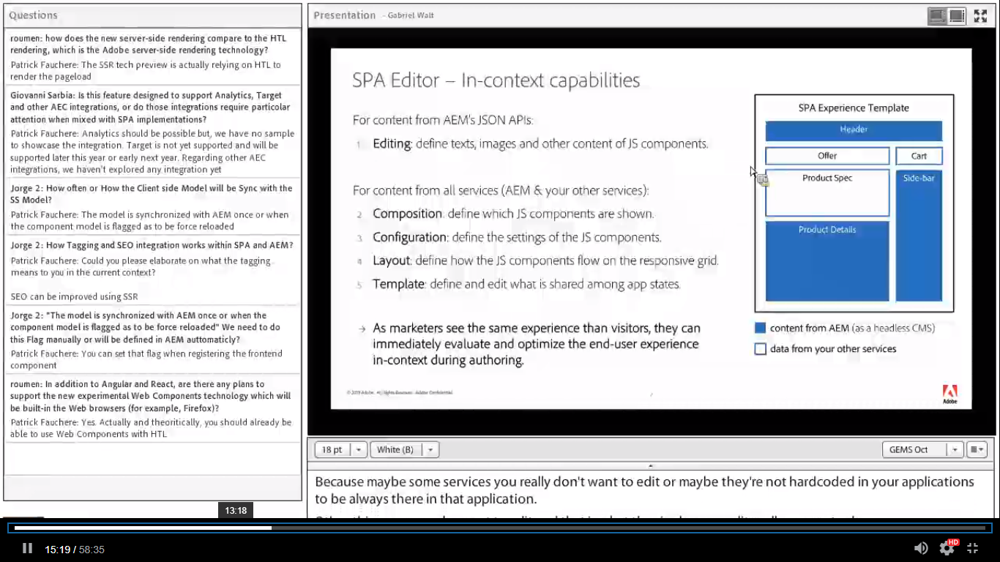 Questions
roumen: how does the new server-side rendering compare to the HTL
rendering, which is the Adobe server-side rendering technology?
Patrick Fauchere: The SSR tech preview is actually relying on HTL to
render the pageload
Giovanni Sarbia: Is this feature designed to support Analytics, Target
and other AEC integrations, or do those integrations require particolar
attention when mixed with SPA implementations?
Patrick Fauchere: Analytics should be possible but, we have no sample
to showcase the integration. Target is not yet supported and will be
supported later this year or early next year. Regarding other AEC
integrations, we haven't explored any integration yet
Jorge 2: How often or How the Client side Model will be Sync with the
SS Model?
Patrick Fauchere: The model is synchronized with AEM once or when
the component model is flagged as to be force reloaded
Jorge 2: How Tagging and SEO integration works within SPA and AEM?
Patrick Fauchere: Could you please elaborate on what the tagging
means to you in the current context?
SEO can be improved using SSR
Jorge 2: "The model is synchronized with AEM once or when the
component model is flagged as to be force reloaded" We need to do
this Flag manually or will be defined in AEM auttomaticly?
Patrick Fauchere: You can set that flag when registering the frontend
component
roumen: In addition to Angular and React, are there any plans to
support the new experimental Web Components technology which will
be built-in the Web browsers (for example, Firefox)?
Patrick Fauchere: Yes. Actually and theoritically, you should already be
able to use Web Components with HTL
Presentation - Gabriel Walt
SPA Editor – In-context capabilities
For content from AEM's JSON APIs:
1 Editing: define texts, images and other content of JS components.
For content from all services (AEM & your other services):
2 Composition: define which JS components are shown.
3 Configuration: define the settings of the JS components.
4 Layout: define how the JS components flow on the responsive grid.
5 Template: define and edit what is shared among app states.
→ As marketers see the same experience than visitors, they can
immediately evaluate and optimize the end-user experience
in-context during authoring.
SPA Experience Template
Header
Offer
Cart
Product Spec
Side-bar
Product Details
content from AEM (as a headless CMS)
data from your other services
Adobe
18 pt
White (B)
GEMS Oct
Because maybe some services you really don't want to edit or maybe they're not hardcoded in your applications
to be always there in that application.
13:18
15:19 / 58:35
HD